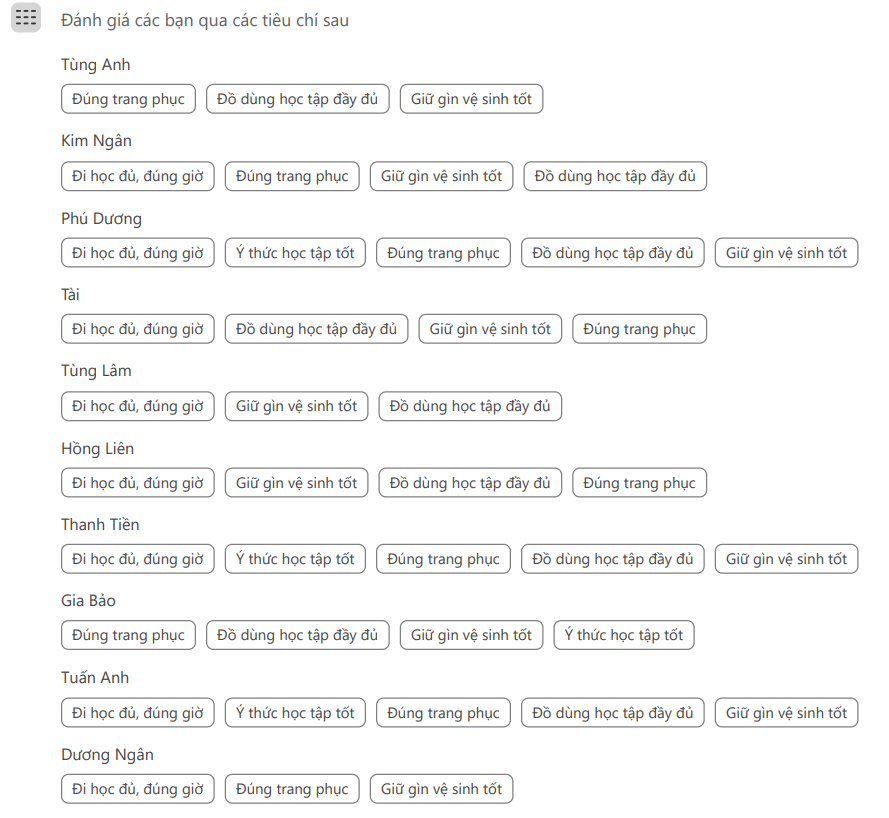 Đánh giá các bạn qua các tiêu chí sau
Tùng Anh
Đúng trang phục Đồ dùng học tập đầy đủ Giữ gìn vệ sinh tốt
Kim Ngân
Đi học đủ, đúng giờ Đúng trang phục Giữ gìn vệ sinh tốt Đồ dùng học tập đầy đủ
Phú Dương
Đi học đủ, đúng giờ Ý thức học tập tốt Đúng trang phục Đồ dùng học tập đầy đủ Giữ gìn vệ sinh tốt
Tài
Đi học đủ, đúng giờ Đồ dùng học tập đầy đủ Giữ gìn vệ sinh tốt Đúng trang phục
Tùng Lâm
Đi học đủ, đúng giờ Giữ gìn vệ sinh tốt Đồ dùng học tập đầy đủ
Hồng Liên
Đi học đủ, đúng giờ Giữ gìn vệ sinh tốt Đồ dùng học tập đầy đủ Đúng trang phục
Thanh Tiền
Đi học đủ, đúng giờ Ý thức học tập tốt Đúng trang phục Đồ dùng học tập đầy đủ Giữ gìn vệ sinh tốt
Gia Bảo
Đúng trang phục Đồ dùng học tập đầy đủ Giữ gìn vệ sinh tốt Ý thức học tập tốt
Tuấn Anh
Đi học đủ, đúng giờ Ý thức học tập tốt Đúng trang phục Đồ dùng học tập đầy đủ Giữ gìn vệ sinh tốt
Dương Ngân
Đi học đủ, đúng giờ Đúng trang phục Giữ gìn vệ sinh tốt